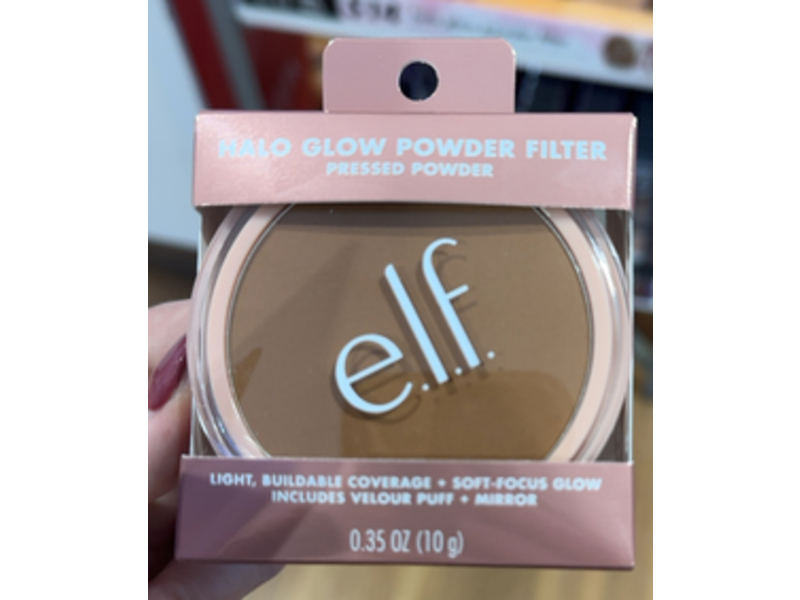 HALO GLOW POWDER FILTER
PRESSED POWDER
e.l.f.
LIGHT, BUILDABLE COVERAGE + SOFT-FOCUS GLOW
INCLUDES VELOUR PUFF + MIRROR
0.35 OZ (10 g)